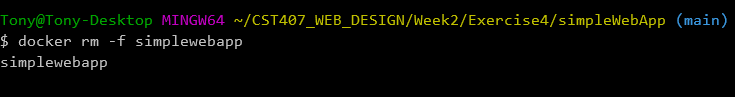 Tony@Tony-Desktop MINGW64 ~/CST407_WEB_DESIGN/Week2/Exercise4/simpleWebApp (main)
$ docker rm -f simplewebapp
simplewebapp